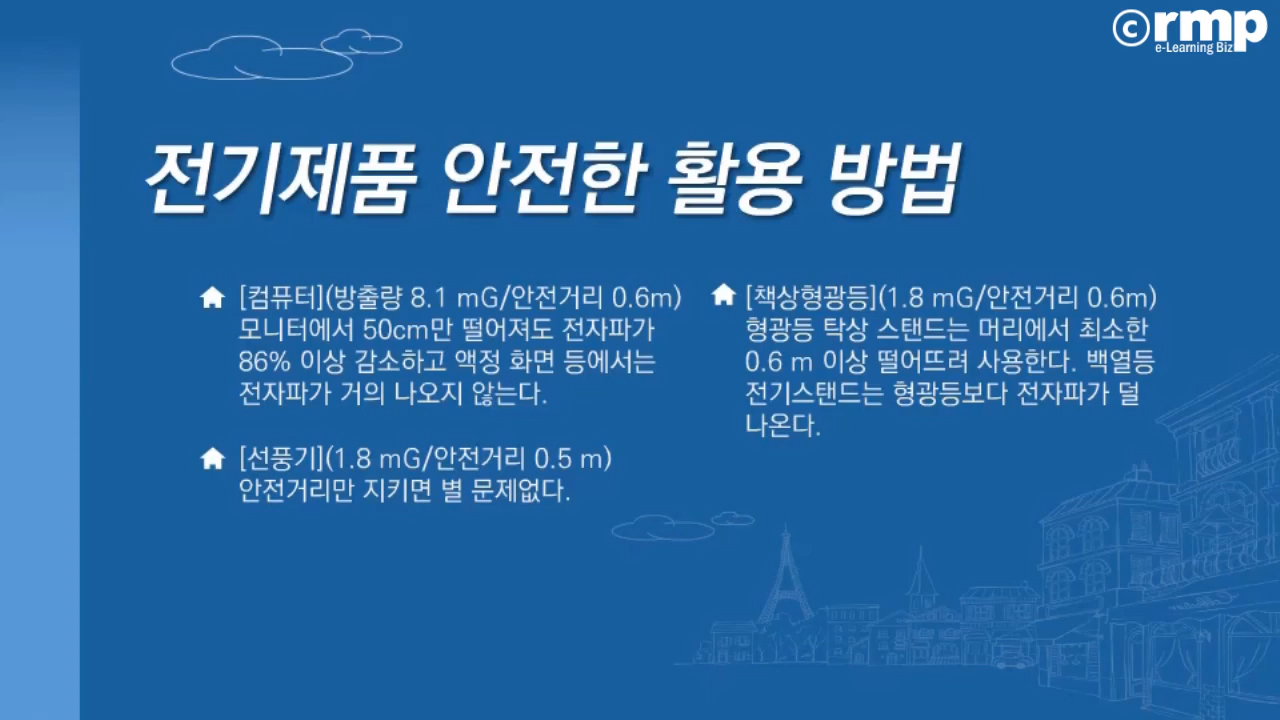 ©rmp
e-Learning Biz
전기제품 안전한 활용 방법
[컴퓨터](방출량 8.1 mG/안전거리 0.6m)
모니터에서 50cm만 떨어져도 전자파가
86% 이상 감소하고 액정 화면 등에서는
전자파가 거의 나오지 않는다.
[선풍기](1.8 mG/안전거리 0.5 m)
안전거리만 지키면 별 문제없다.
[책상형광등](1.8 mG/안전거리 0.6m)
형광등 탁상 스탠드는 머리에서 최소한
0.6 m 이상 떨어뜨려 사용한다. 백열등
전기스탠드는 형광등보다 전자파가 덜
나온다.